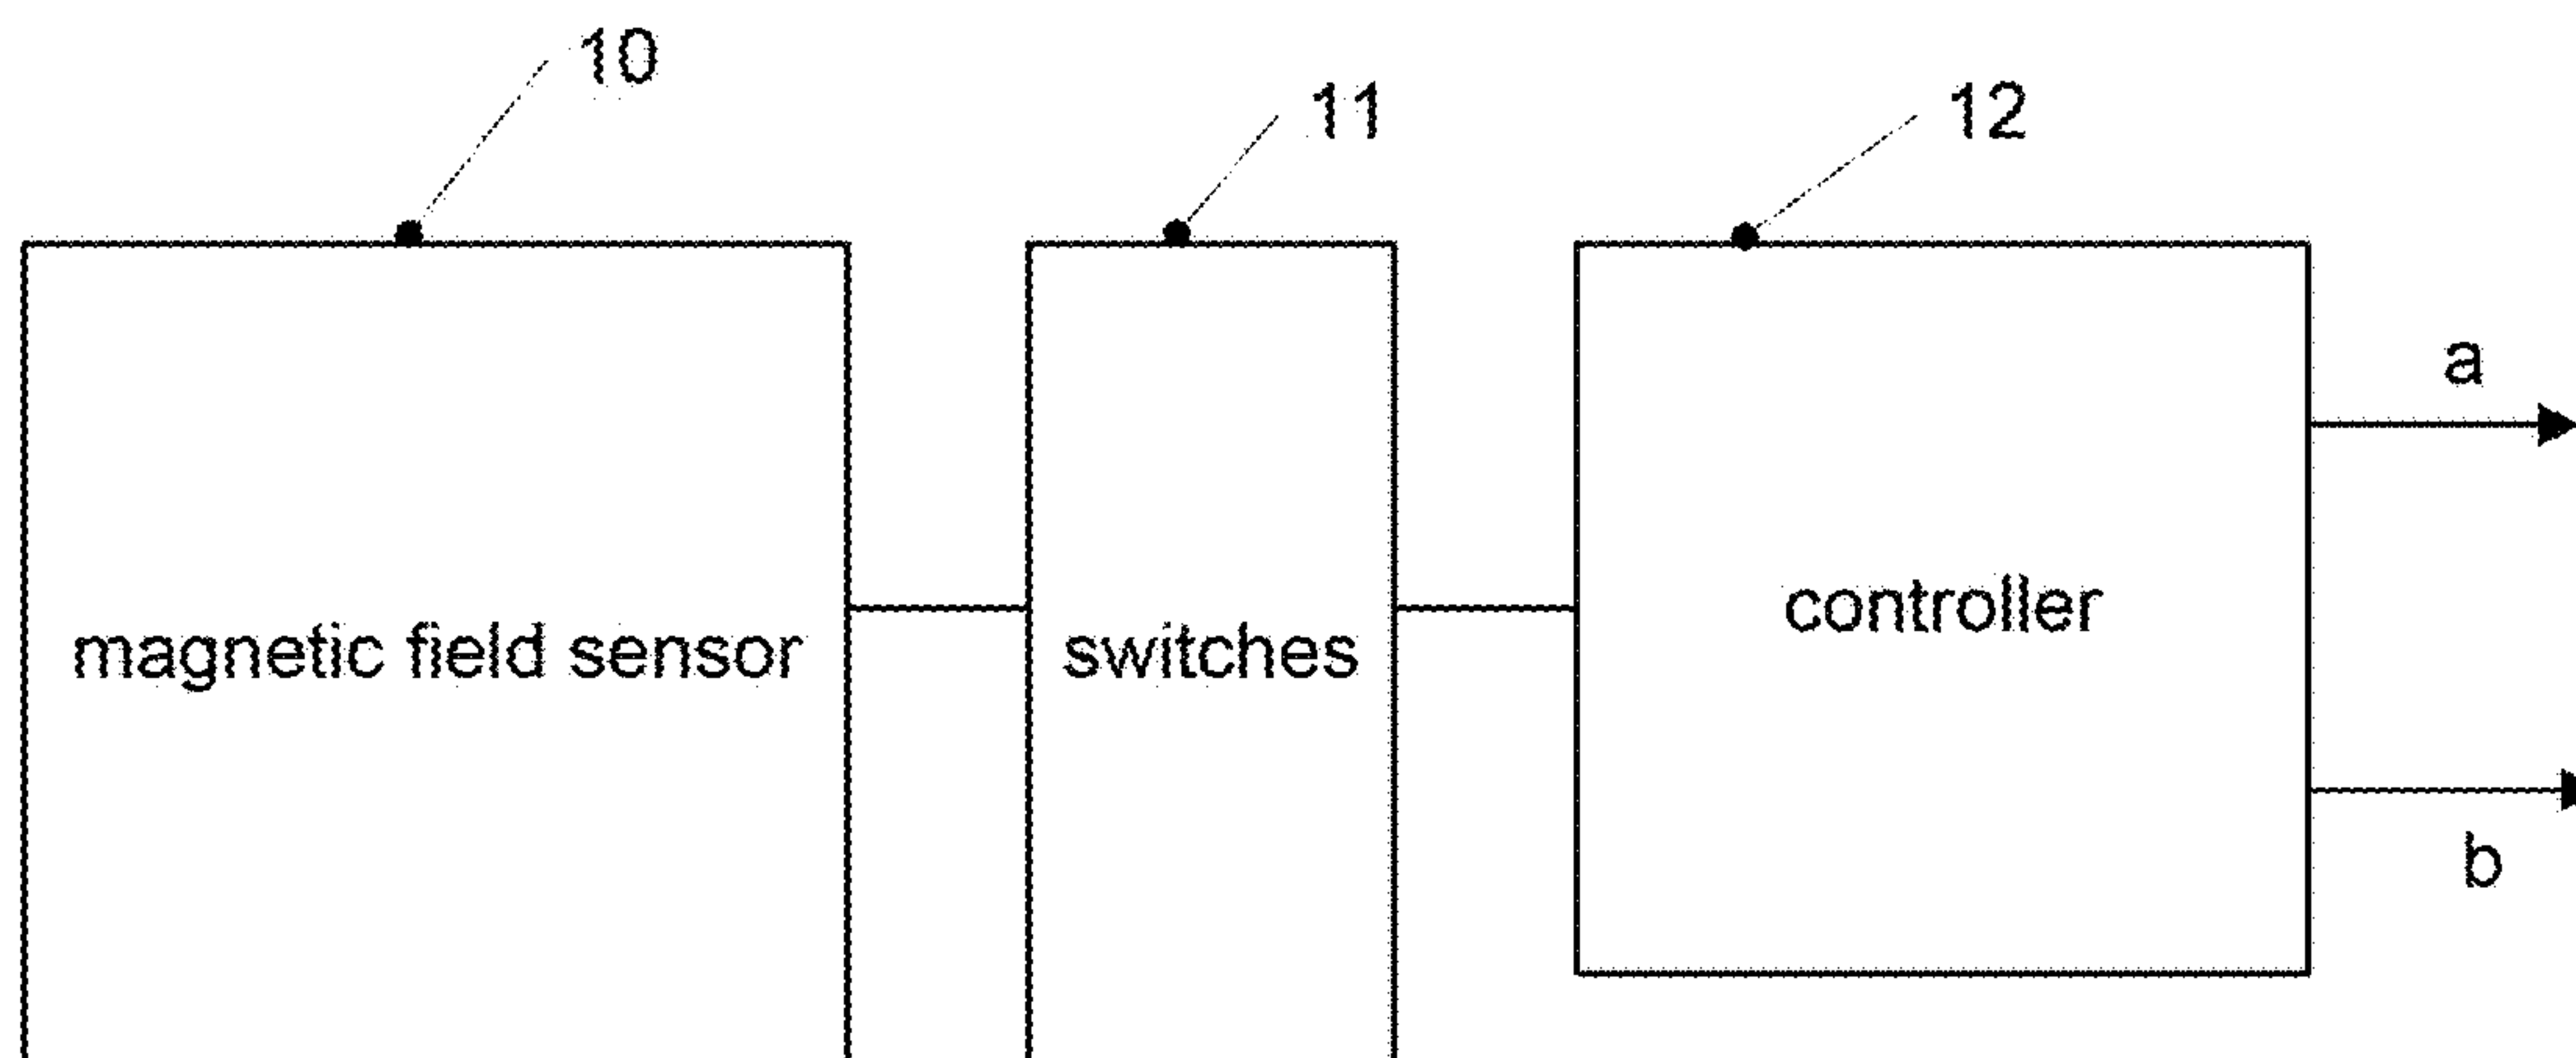 10
11
12
a
magnetic field sensor
switches
controller
b